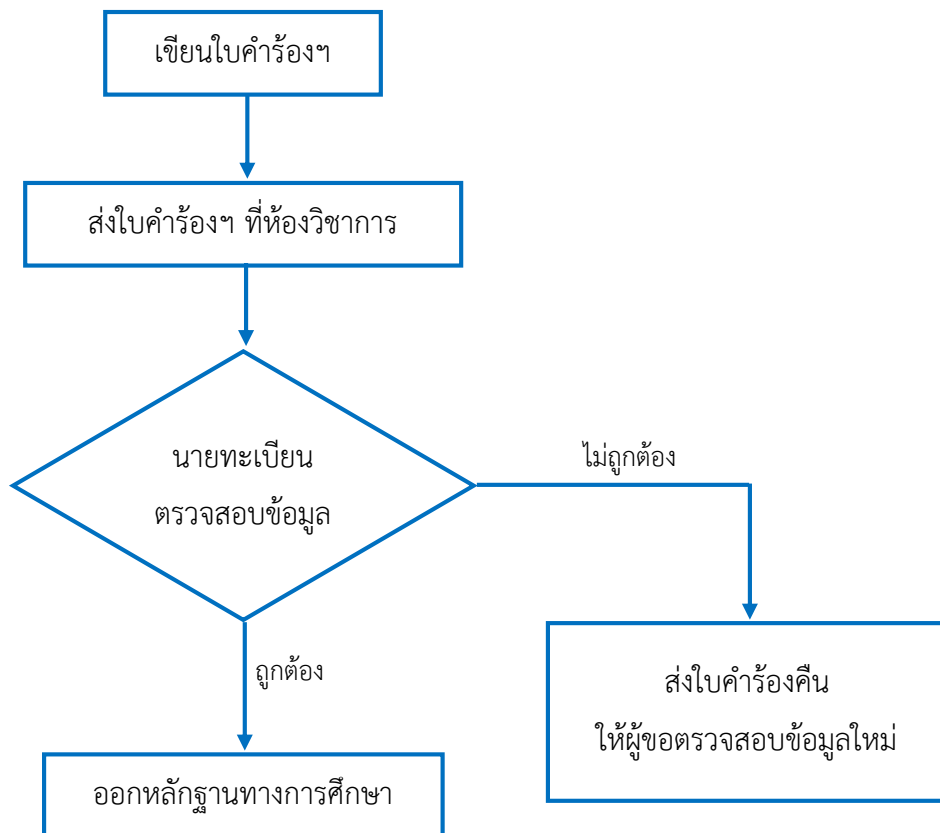 เขียนใบคำร้องฯ
ส่งใบคำร้องฯ ที่ห้องวิชาการ
นายทะเบียน
ตรวจสอบข้อมูล
ไม่ถูกต้อง
ถูกต้อง
ส่งใบคำร้องคืน
ให้ผู้ขอตรวจสอบข้อมูลใหม่
ออกหลักฐานทางการศึกษา